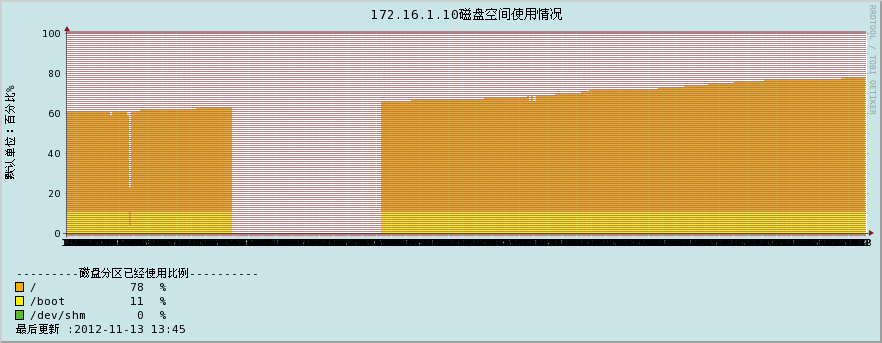 172.16.1.10磁盘空间使用情况
RRDTOOL / TOBI OETIKER
默认单位：百分比%
100
80
60
40
20
0
---------磁盘分区已经使用比例----------
/ 78 %
/boot 11 %
/dev/shm 0 %
最后更新 :2012-11-13 13:45